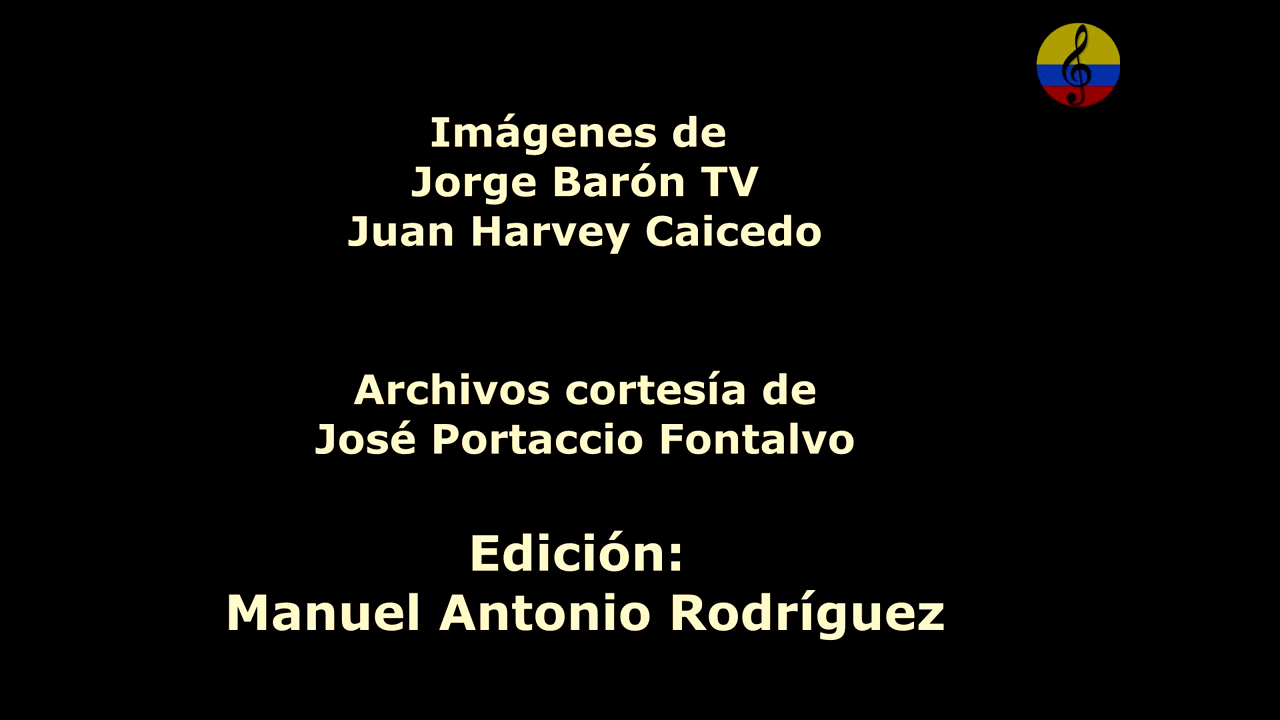 Imágenes de
Jorge Barón TV
Juan Harvey Caicedo
Archivos cortesía de
José Portaccio Fontalvo
Edición:
Manuel Antonio Rodríguez